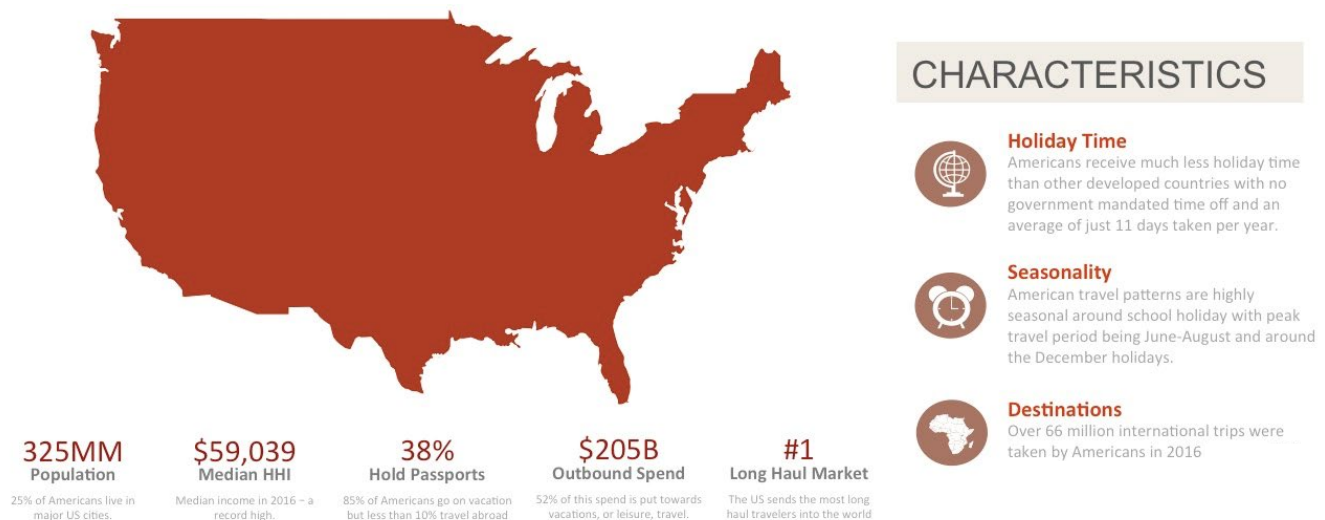 CHARACTERISTICS
Holiday Time
Americans receive much less holiday time
than other developed countries with no
government mandated time off and an
average of just 11 days taken per year.
Seasonality
American travel patterns are highly
seasonal around school holiday with peak
travel period being June-August and around
the December holidays.
Destinations
Over 66 million international trips were
taken by Americans in 2016
325MM
Population
25% of Americans live in
major US cities.
$59,039
Median HHI
Median income in 2016 – a
record high.
38%
Hold Passports
85% of Americans go on vacation
but less than 10% travel abroad
$205B
Outbound Spend
52% of this spend is put towards
vacations, or leisure, travel.
#1
Long Haul Market
The US sends the most long
haul travelers into the world